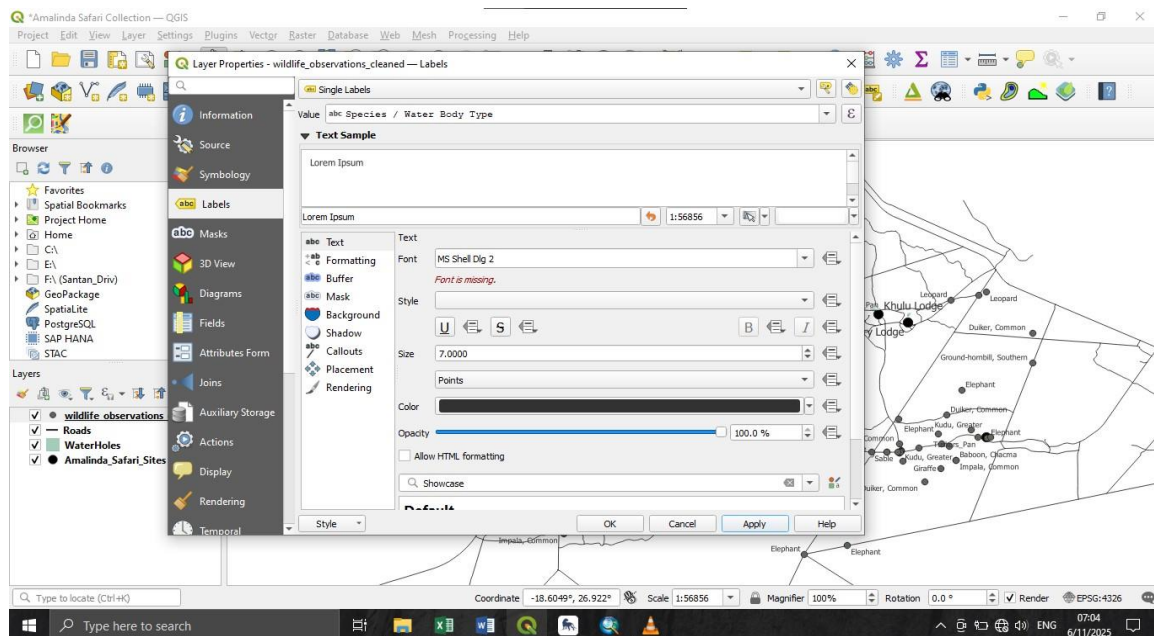 *Amalinda Safari Collection — QGIS
Project Edit View Layer Settings Plugins Vector Raster Database Web Mesh Processing Help
Layer Properties - wildlife_observations_cleaned — Labels
Single Labels
Information
Value abc Species / Water Body Type
Text Sample
Source
Browser
Lorem Ipsum
Symbology
Favorites
Spatial Bookmarks
Project Home
Home
C:\
E:\
F:\ (Santan_Driv)
GeoPackage
SpatiaLite
PostgreSQL
SAP HANA
STAC
abc Labels
Lorem Ipsum
1:56856
abc Masks
3D View
Diagrams
Fields
Attributes Form
Joins
Auxiliary Storage
Actions
Display
Rendering
Temporal
abc Text
Formatting
Buffer
Mask
Background
Shadow
Callouts
Placement
Rendering
Text
Font MS Shell Dlg 2
Font is missing.
Style
U S B I
Size 7.0000
Points
Color
Opacity 100.0 %
Allow HTML formatting
Showcase
Default
Style OK Cancel Apply Help
Layers
wildlife_observations
Roads
WaterHoles
Amalinda_Safari_Sites
Leopard
Leopard
Pan
Khulu Lodge
Lodge
Duiker, Common
Ground-hornbill, Southern
Elephant
Duiker, Common
Kudu, Greater
Elephant
Elephant
Common
Sable
Kudu, Greater
Baboon, Chacma
Giraffe
Impala, Common
Duiker, Common
Impala, Common
Elephant
Elephant
Type to locate (Ctrl+K)
Coordinate -18.6049°, 26.922° Scale 1:56856 Magnifier 100% Rotation 0.0 ° Render EPSG:4326
Type here to search
ENG
07:04
6/11/2025